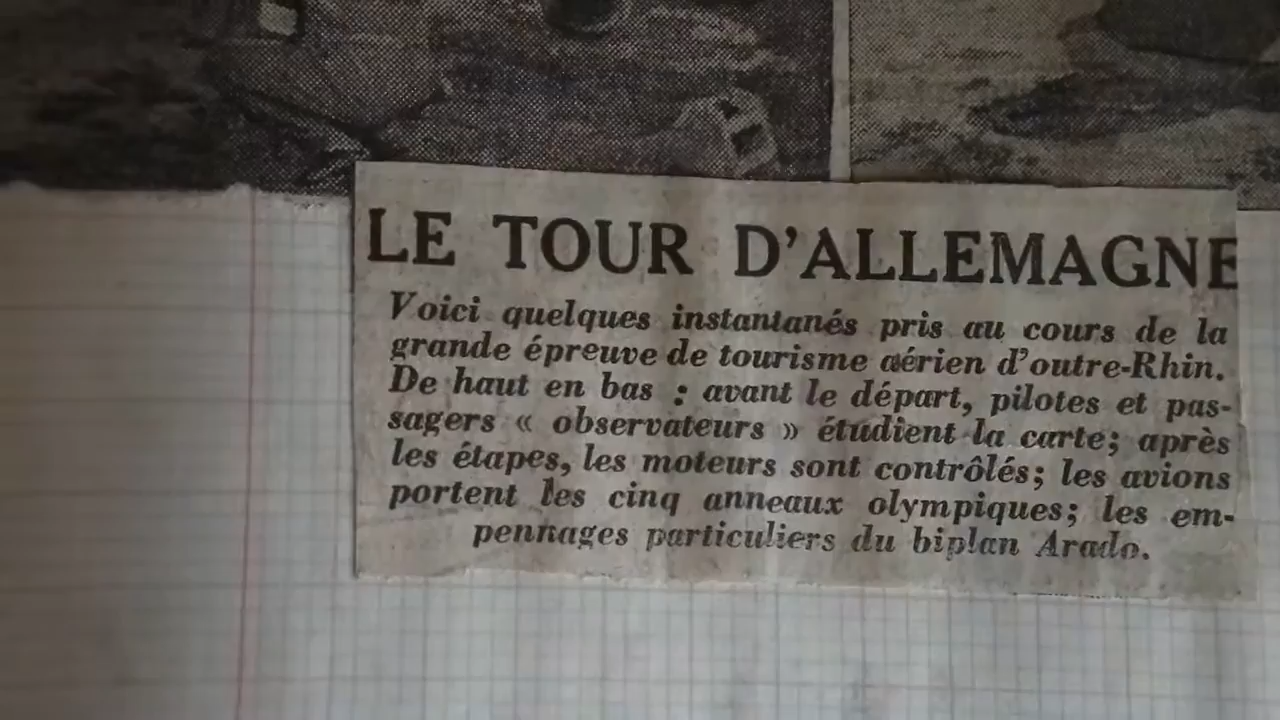 LE TOUR D'ALLEMAGNE
Voici quelques instantanés pris au cours de la
grande épreuve de tourisme aérien d'outre-Rhin.
De haut en bas : avant le départ, pilotes et pas-
sagers « observateurs » étudient la carte; après
les étapes, les moteurs sont contrôlés; les avions
portent les cinq anneaux olympiques; les em-
pennages particuliers du biplan Arado.